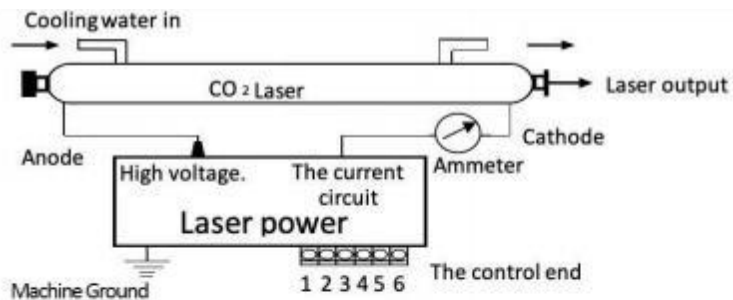 Cooling water in
CO 2 Laser
Laser output
Anode
Cathode
Ammeter
High voltage.
The current
circuit
Laser power
1 2 3 4 5 6
The control end
Machine Ground